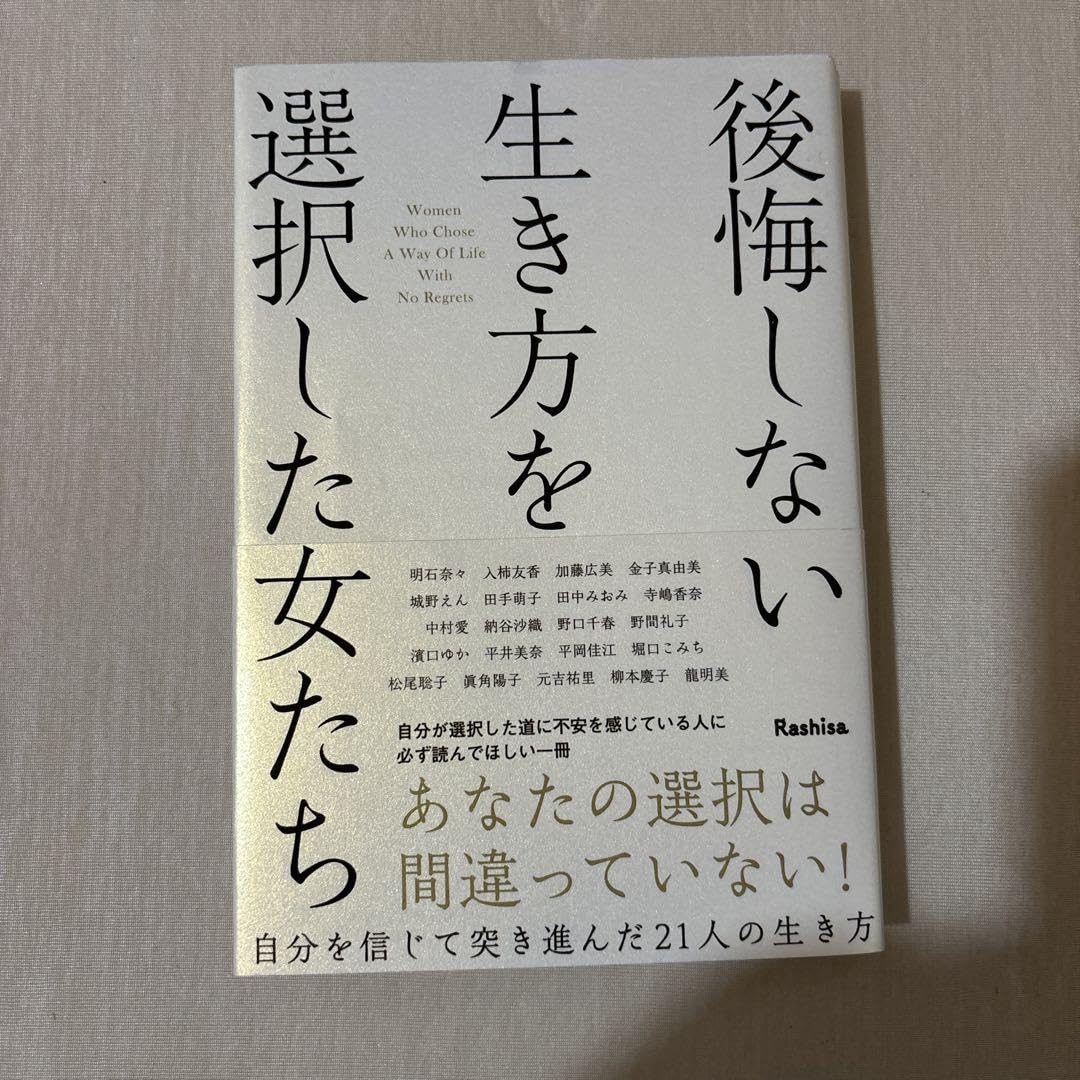 後悔しない
生き方を
選択した女たち
Women
Who Chose
A Way Of Life
With
No Regrets
明石奈々 入柿友香 加藤広美 金子真由美
城野えん 田手萌子 田中みおみ 寺嶋香奈
中村愛 納谷沙織 野口千春 野間礼子
濱口ゆか 平井美奈 平岡佳江 堀口こみち
松尾聡子 眞角陽子 元吉祐里 柳本慶子 龍明美
自分が選択した道に不安を感じている人に
必ず読んでほしい一冊
Rashisa
あなたの選択は
間違っていない!
自分を信じて突き進んだ21人の生き方